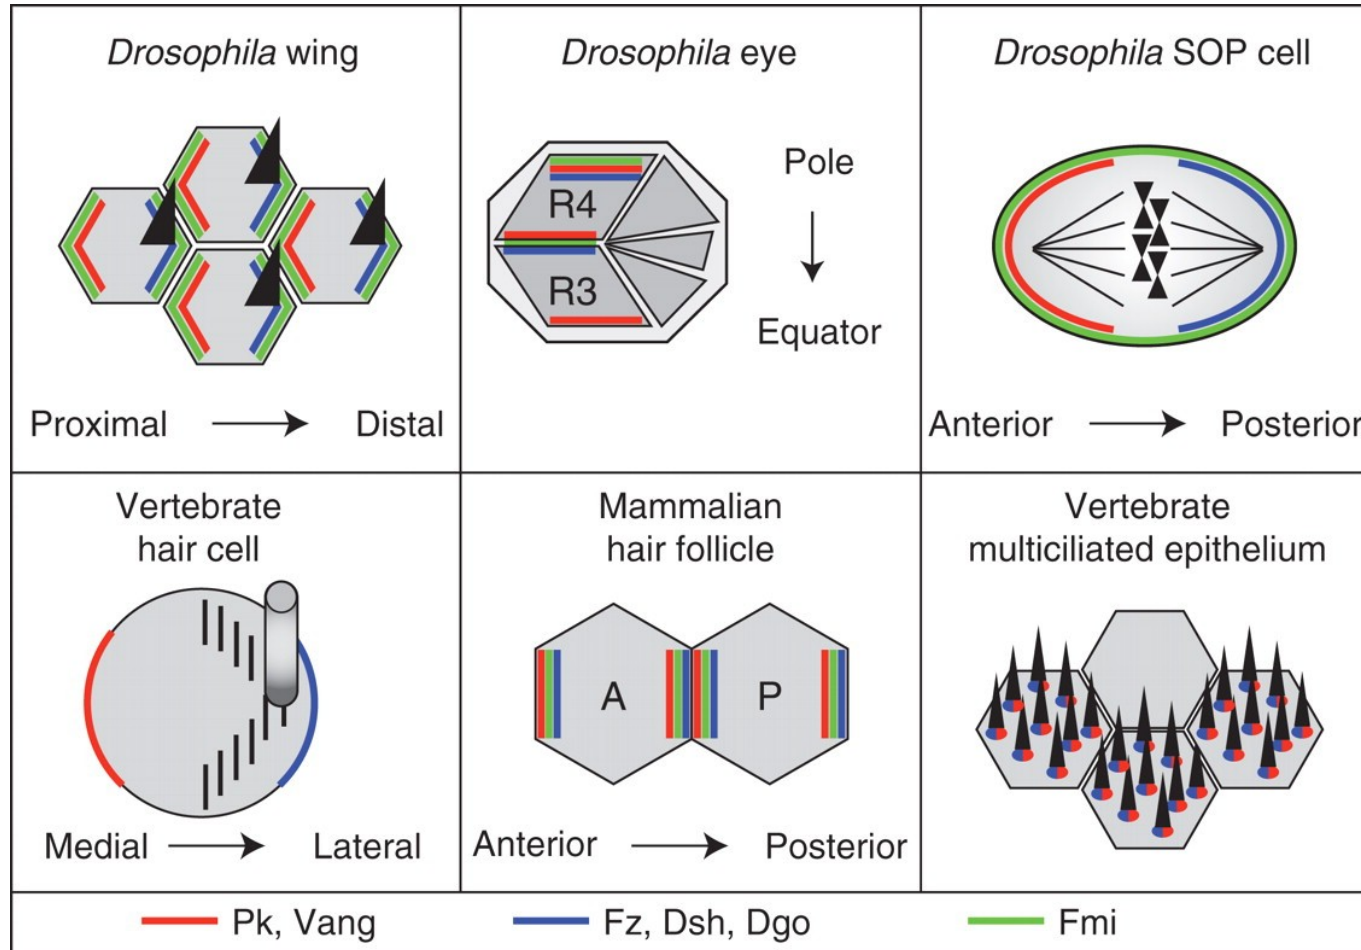 Drosophila wing
Proximal
Distal
Drosophila eye
R4
R3
Pole
Equator
Drosophila SOP cell
Anterior
Posterior
Vertebrate
hair cell
Medial
Lateral
Mammalian
hair follicle
A
P
Anterior
Posterior
Vertebrate
multiciliated epithelium
Pk, Vang
Fz, Dsh, Dgo
Fmi